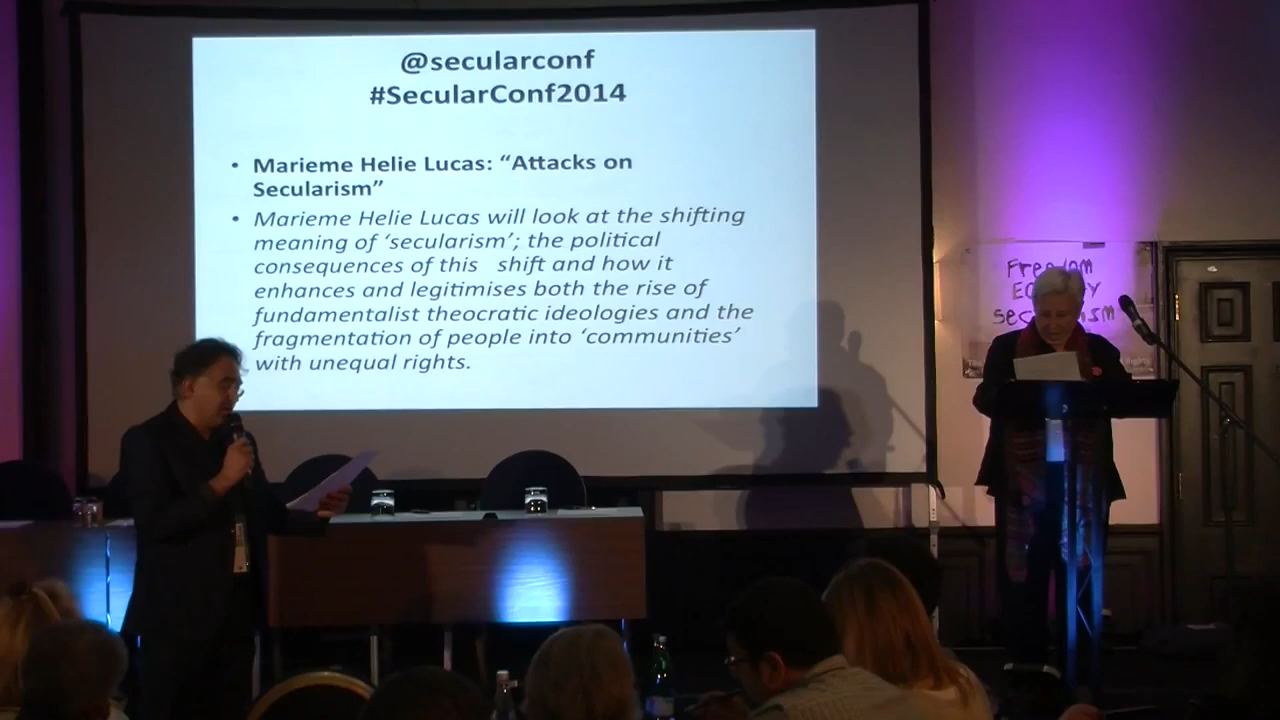 @secularconf
#SecularConf2014
• Marieme Helie Lucas: “Attacks on
Secularism”
• Marieme Helie Lucas will look at the shifting
meaning of ‘secularism’; the political
consequences of this   shift and how it
enhances and legitimises both the rise of
fundamentalist theocratic ideologies and the
fragmentation of people into ‘communities’
with unequal rights.
Freedom